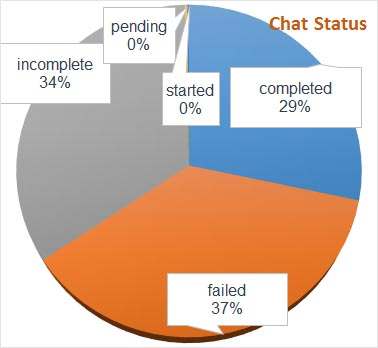 Chat Status
pending
0%
incomplete
34%
started
0%
completed
29%
failed
37%